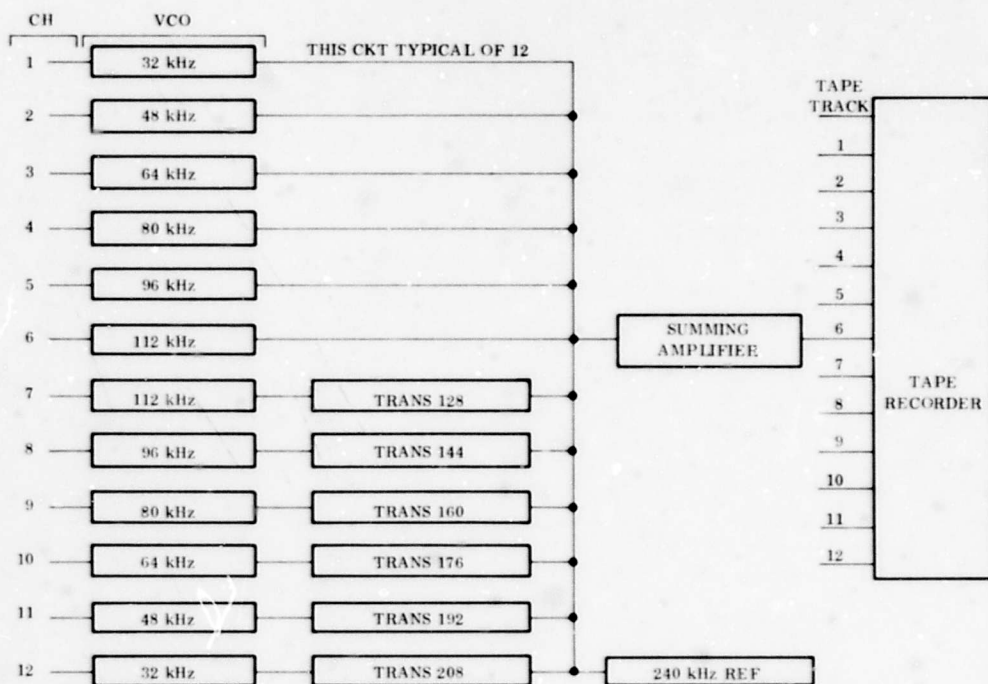 CH VCO
THIS CKT TYPICAL OF 12
1 32 kHz
2 48 kHz
3 64 kHz
4 80 kHz
5 96 kHz
6 112 kHz
7 112 kHz TRANS 128
8 96 kHz TRANS 144
9 80 kHz TRANS 160
10 64 kHz TRANS 176
11 48 kHz TRANS 192
12 32 kHz TRANS 208
SUMMING
AMPLIFIER
240 kHz REF
TAPE
TRACK
1
2
3
4
5
6
7
8
9
10
11
12
TAPE
RECORDER